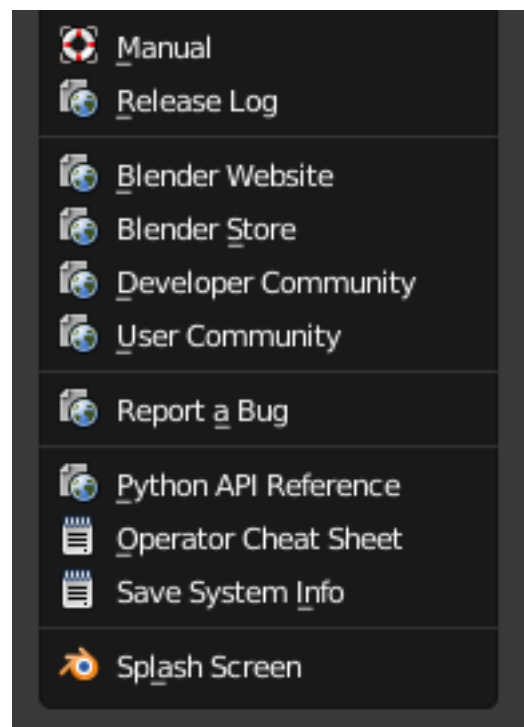 Manual
Release Log
Blender Website
Blender Store
Developer Community
User Community
Report a Bug
Python API Reference
Operator Cheat Sheet
Save System Info
Splash Screen